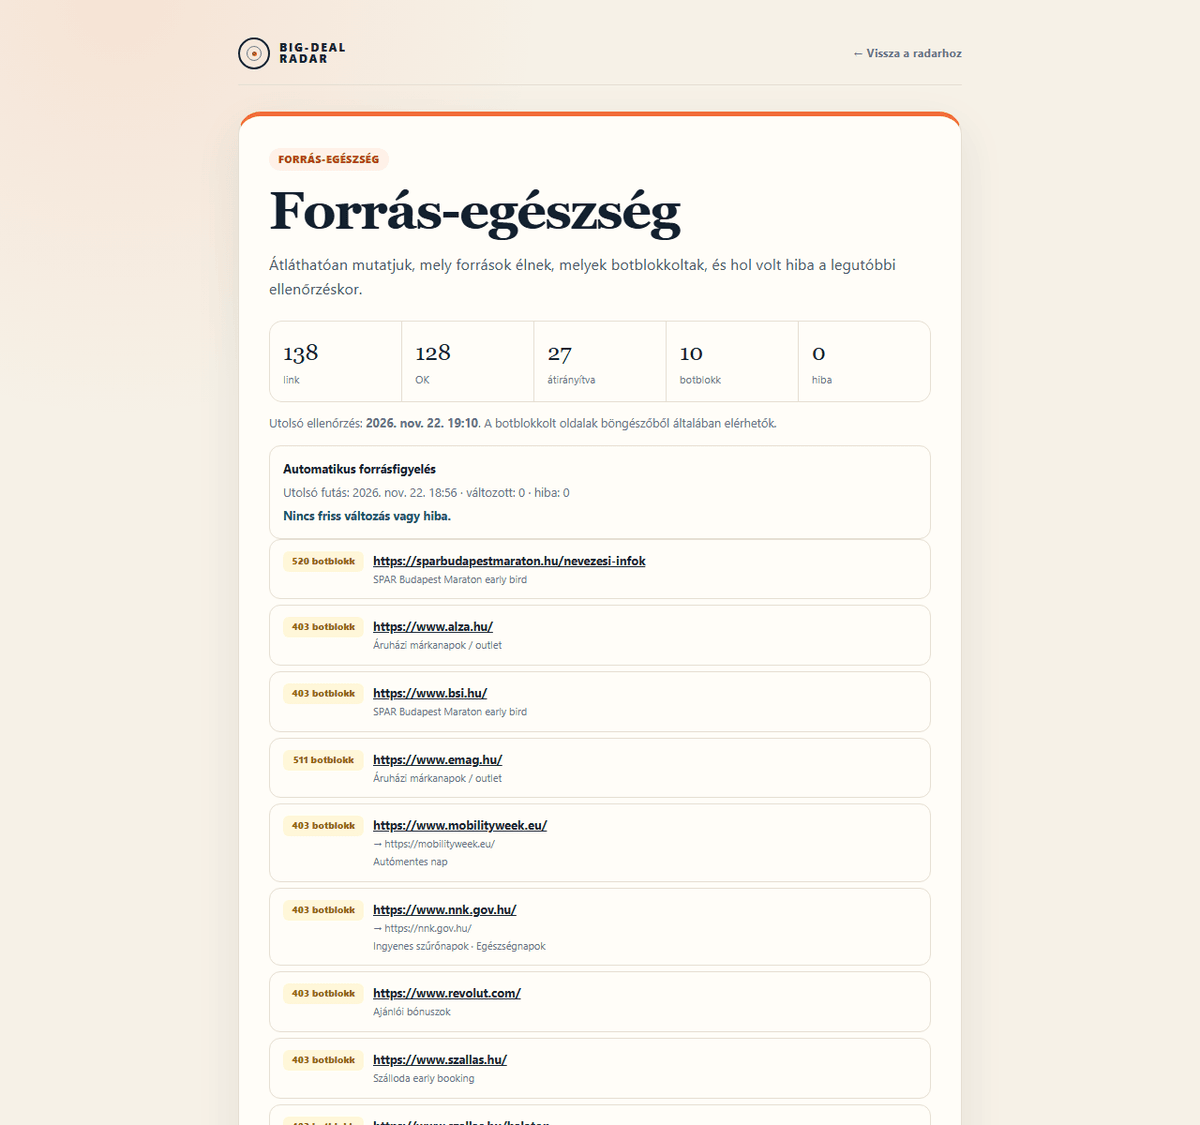 BIG-DEAL
RADAR
← Vissza a radarhoz
FORRÁS-EGÉSZSÉG
Forrás-egészség
Átláthatóan mutatjuk, mely források élnek, melyek botblokkoltak, és hol volt hiba a legutóbbi
ellenőrzéskor.
138
link
128
OK
27
átirányítva
10
botblokk
0
hiba
Utolsó ellenőrzés: 2026. nov. 22. 19:10. A botblokkolt oldalak böngészőből általában elérhetők.
Automatikus forrásfigyelés
Utolsó futás: 2026. nov. 22. 18:56 · változott: 0 · hiba: 0
Nincs friss változás vagy hiba.
520 botblokk
https://sparbudapestmaraton.hu/nevezesi-infok
SPAR Budapest Maraton early bird
403 botblokk
https://www.alza.hu/
Áruházi márkanapok / outlet
403 botblokk
https://www.bsi.hu/
SPAR Budapest Maraton early bird
511 botblokk
https://www.emag.hu/
Áruházi márkanapok / outlet
403 botblokk
https://www.mobilityweek.eu/
→ https://mobilityweek.eu/
Autómentes nap
403 botblokk
https://www.nnk.gov.hu/
→ https://nnk.gov.hu/
Ingyenes szűrőnapok · Egészségnapok
403 botblokk
https://www.revolut.com/
Ajánlói bónuszok
403 botblokk
https://www.szallas.hu/
Szálloda early booking